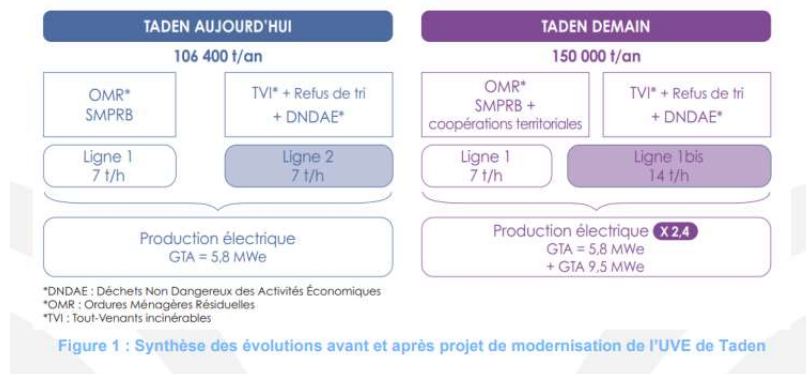 TADEN AUJOURD'HUI
106 400 t/an
OMR*
SMPRB
TVI* + Refus de tri
+ DNDAE*
Ligne 1
7 t/h
Ligne 2
7 t/h
Production électrique
GTA = 5,8 MWe
TADEN DEMAIN
150 000 t/an
OMR*
SMPRB +
coopérations territoriales
TVI* + Refus de tri
+ DNDAE*
Ligne 1
7 t/h
Ligne 1bis
14 t/h
Production électrique X 2,4
GTA = 5,8 MWe
+ GTA 9,5 MWe
*DNDAE : Déchets Non Dangereux des Activités Économiques
*OMR : Ordures Ménagères Résiduelles
*TVI : Tout-Venants incinérables
Figure 1 : Synthèse des évolutions avant et après projet de modernisation de l'UVE de Taden